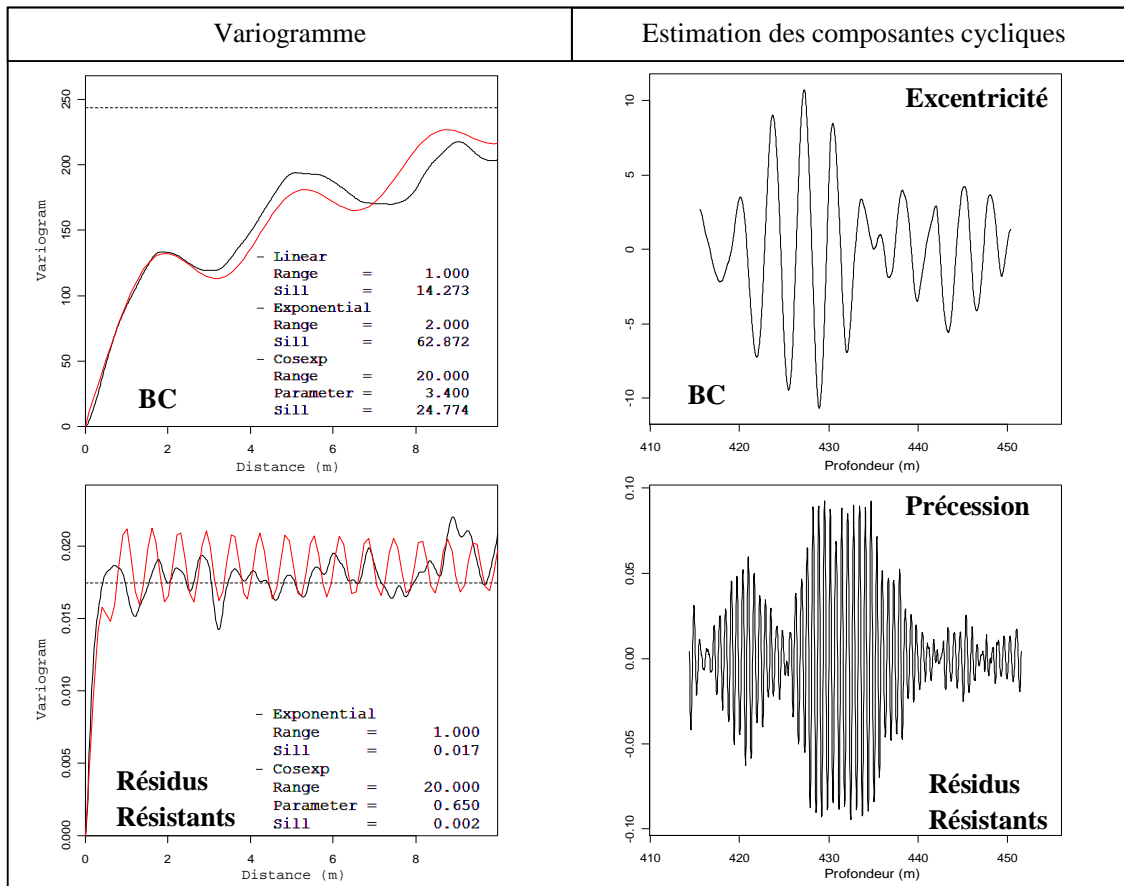 Variogramme
Estimation des composantes cycliques
250
200
150
100
50
0
Variogram
- Linear
Range = 1.000
Sill = 14.273
- Exponential
Range = 2.000
Sill = 62.872
- Cosexp
Range = 20.000
Parameter = 3.400
Sill = 24.774
BC
0 2 4 6 8
Distance (m)
Excentricité
10
5
0
-5
-10
BC
410 420 430 440 450
Profondeur (m)
0.020
0.015
0.010
0.005
0.000
Variogram
- Exponential
Range = 1.000
Sill = 0.017
- Cosexp
Range = 20.000
Parameter = 0.650
Sill = 0.002
Résidus
Résistants
0 2 4 6 8
Distance (m)
Précession
0.10
0.05
0.00
-0.05
-0.10
Résidus
Résistants
410 420 430 440 450
Profondeur (m)